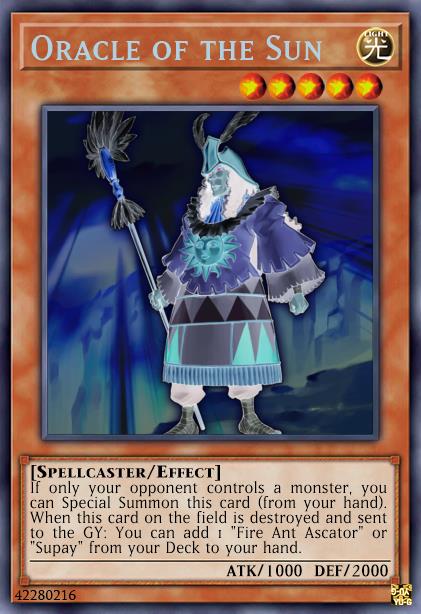 ORACLE OF THE SUN
LIGHT
光
[SPELLCASTER/EFFECT]
If only your opponent controls a monster, you
can Special Summon this card (from your hand).
When this card on the field is destroyed and sent
to the GY: You can add 1 "Fire Ant Ascator" or
"Supay" from your Deck to your hand.
ATK/1000 DEF/2000
42280216